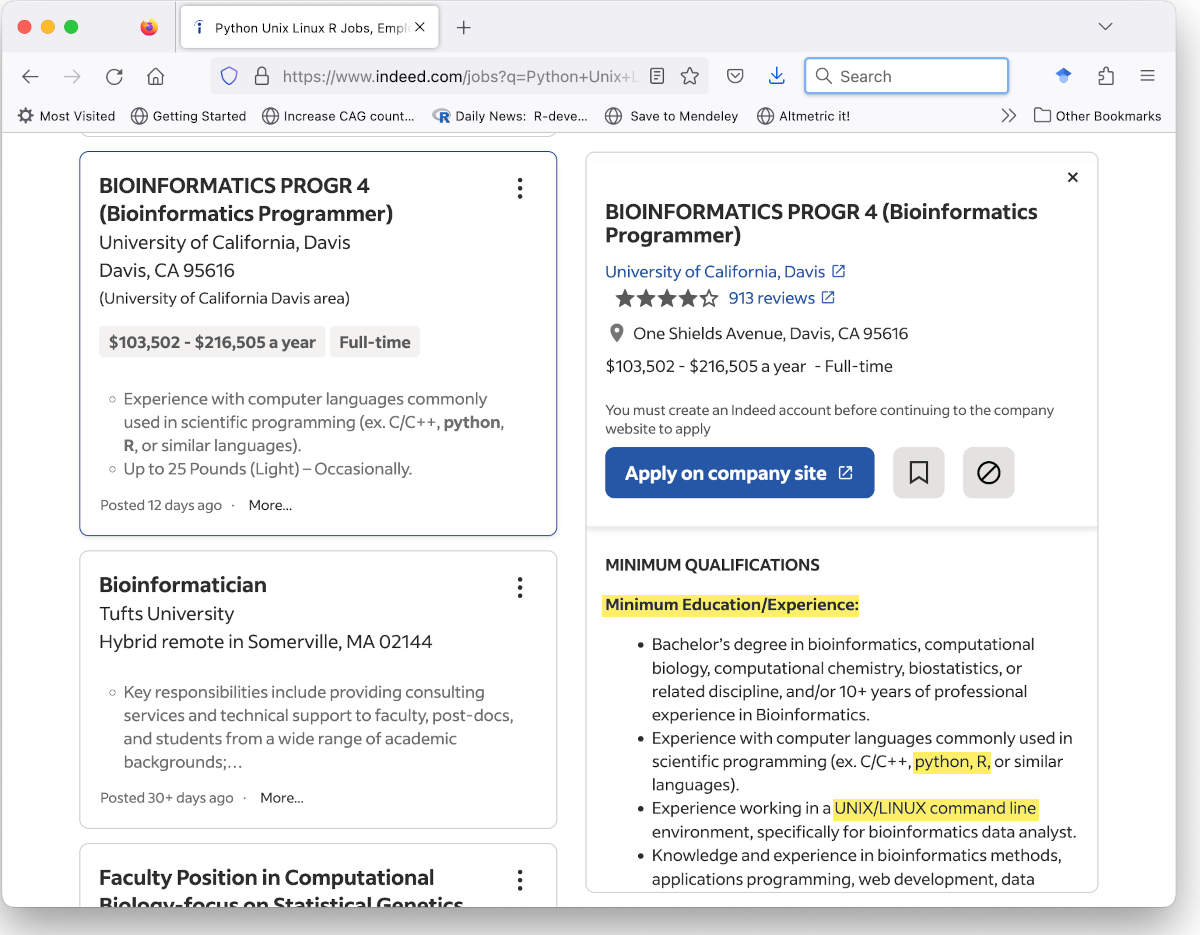 Python Unix Linux R Jobs, Empl
https://www.indeed.com/jobs?q=Python+Unix+L
Search
Most Visited
Getting Started
Increase CAG count...
Daily News: R-deve...
Save to Mendeley
Altmetric it!
Other Bookmarks
BIOINFORMATICS PROGR 4
(Bioinformatics Programmer)
University of California, Davis
Davis, CA 95616
(University of California Davis area)
$103,502 - $216,505 a year
Full-time
Experience with computer languages commonly
used in scientific programming (ex. C/C++, python,
R, or similar languages).
Up to 25 Pounds (Light) – Occasionally.
Posted 12 days ago · More...
Bioinformatician
Tufts University
Hybrid remote in Somerville, MA 02144
Key responsibilities include providing consulting
services and technical support to faculty, post-docs,
and students from a wide range of academic
backgrounds;…
Posted 30+ days ago · More...
Faculty Position in Computational
Biology-focus on Statistical Genetics
BIOINFORMATICS PROGR 4 (Bioinformatics
Programmer)
University of California, Davis
913 reviews
One Shields Avenue, Davis, CA 95616
$103,502 - $216,505 a year - Full-time
You must create an Indeed account before continuing to the company
website to apply
Apply on company site
MINIMUM QUALIFICATIONS
Minimum Education/Experience:
Bachelor's degree in bioinformatics, computational
biology, computational chemistry, biostatistics, or
related discipline, and/or 10+ years of professional
experience in Bioinformatics.
Experience with computer languages commonly used in
scientific programming (ex. C/C++, python, R, or similar
languages).
Experience working in a UNIX/LINUX command line
environment, specifically for bioinformatics data analyst.
Knowledge and experience in bioinformatics methods,
applications programming, web development, data